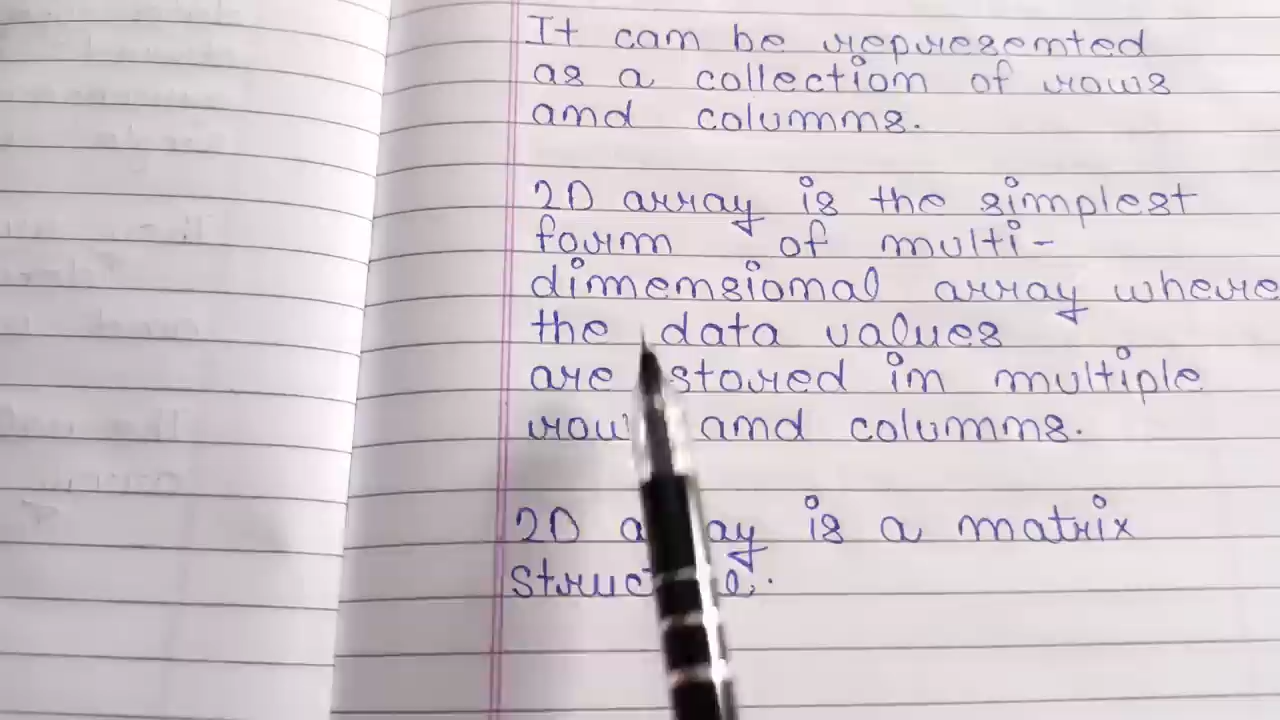 It can be represented
as a collection of rows
and columns.
2D array is the simplest
form of multi-
dimensional array where
the data values
are stored in multiple
and columns.
2D is a matrix